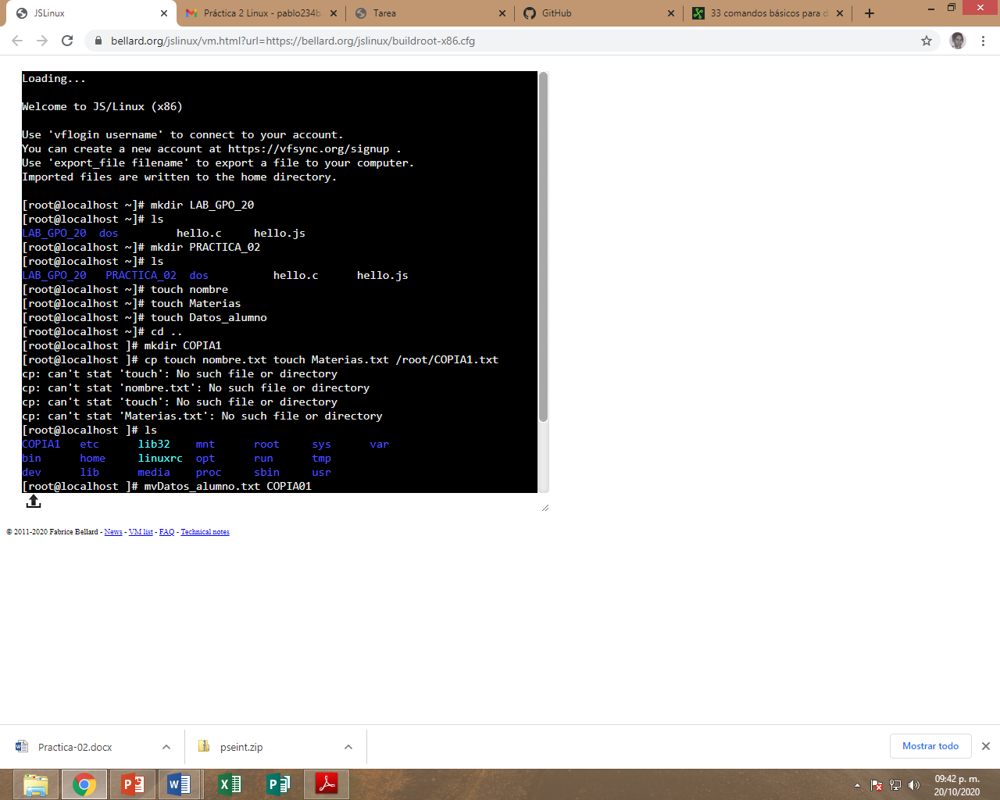 JSLinux
Práctica 2 Linux - pablo234b
Tarea
GitHub
33 comandos básicos para d
bellard.org/jslinux/vm.html?url=https://bellard.org/jslinux/buildroot-x86.cfg
Loading...
Welcome to JS/Linux (x86)
Use 'vflogin username' to connect to your account.
You can create a new account at https://vfsync.org/signup .
Use 'export_file filename' to export a file to your computer.
Imported files are written to the home directory.
[root@localhost ~]# mkdir LAB_GPO_20
[root@localhost ~]# ls
LAB_GPO_20  dos         hello.c     hello.js
[root@localhost ~]# mkdir PRACTICA_02
[root@localhost ~]# ls
LAB_GPO_20   PRACTICA_02  dos          hello.c      hello.js
[root@localhost ~]# touch nombre
[root@localhost ~]# touch Materias
[root@localhost ~]# touch Datos_alumno
[root@localhost ~]# cd ..
[root@localhost ]# mkdir COPIA1
[root@localhost ]# cp touch nombre.txt touch Materias.txt /root/COPIA1.txt
cp: can't stat 'touch': No such file or directory
cp: can't stat 'nombre.txt': No such file or directory
cp: can't stat 'touch': No such file or directory
cp: can't stat 'Materias.txt': No such file or directory
[root@localhost ]# ls
COPIA1   etc      lib32    mnt      root     sys      var
bin      home     linuxrc  opt      run      tmp
dev      lib      media    proc     sbin     usr
[root@localhost ]# mvDatos_alumno.txt COPIA01
© 2011-2020 Fabrice Bellard - News - VM list - FAQ - Technical notes
Practica-02.docx
pseint.zip
Mostrar todo
09:42 p. m.
20/10/2020